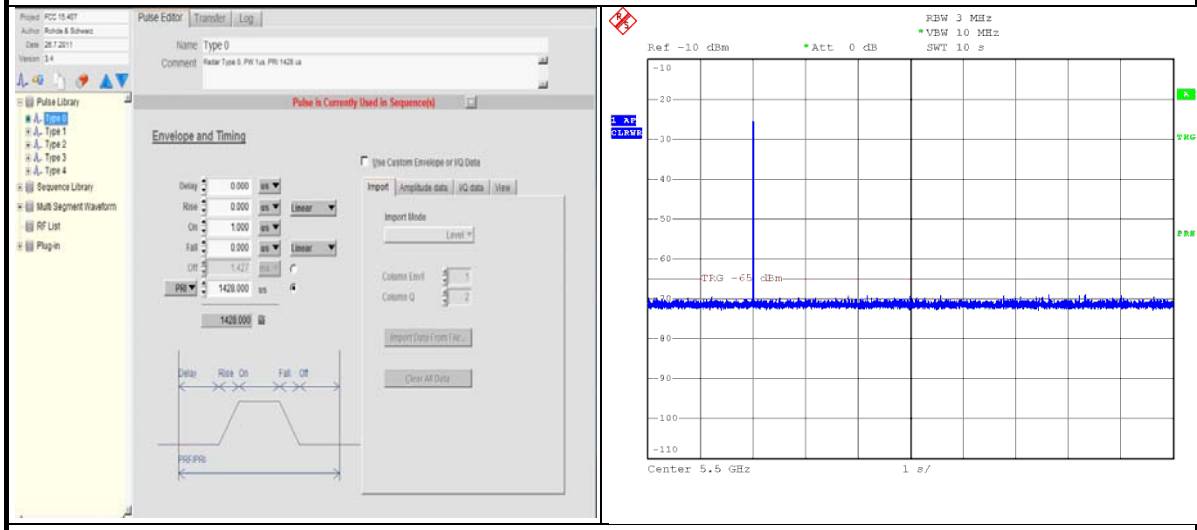 Project FCC 15.407
Author Rohde & Schwarz
Date 26.7.2011
Version 3.4
Pulse Library
Type 0
Type 1
Type 2
Type 3
Type 4
Sequence Library
Multi Segment Waveform
RF List
Plug-in
Pulse Editor Transfer Log
Name Type 0
Comment Radar Type 0, PW 1us, PRI 1428 us
Pulse is Currently Used in Sequence(s)
Envelope and Timing
Use Custom Envelope or I/Q Data
Delay 0.000 us
Rise 0.000 us Linear
On 1.000 us
Fall 0.000 us Linear
Off 1.427 ms
PRI 1428.000 us
1428.000
Import Amplitude data I/Q data View
Import Mode
Level
Column Env/I 1
Column Q 2
Import Data From File...
Clear All Data
Delay Rise On Fall Off
PRF/PRI
R S
RBW 3 MHz
*VBW 10 MHz
Ref -10 dBm *Att 0 dB SWT 10 s
-10
-20
-30
-40
-50
-60
TRG -65 dBm
-70
-80
-90
-100
-110
1 AP
CLRWR
A
TRG
PRN
Center 5.5 GHz 1 s/